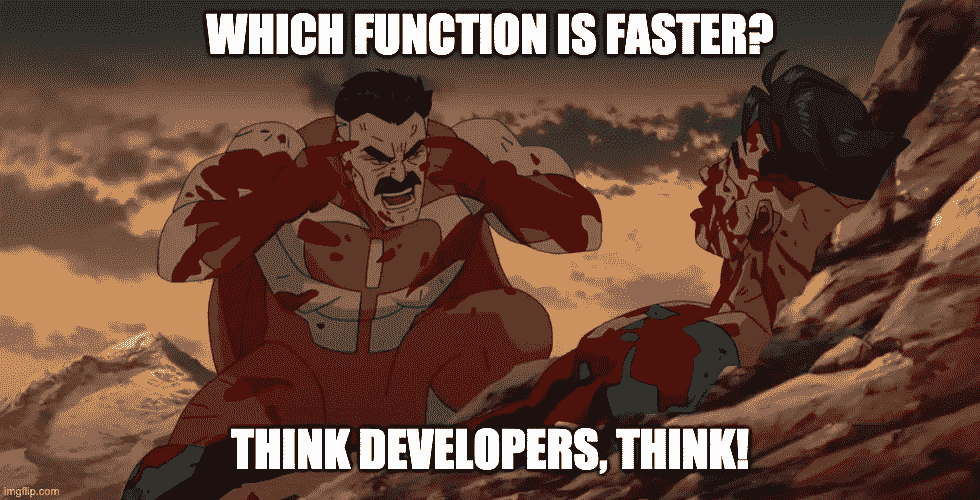 WHICH FUNCTION IS FASTER?
THINK DEVELOPERS, THINK!
imgflip.com